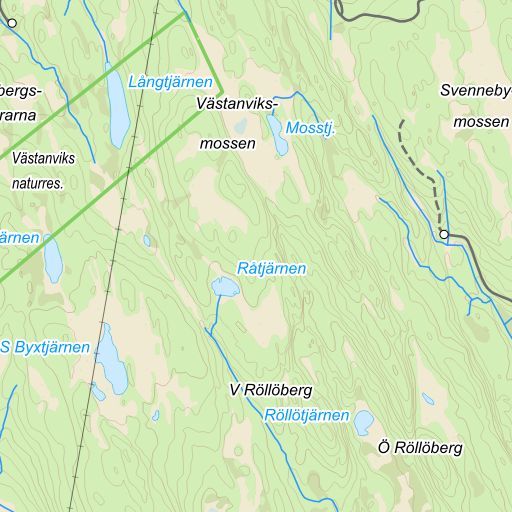 Långtjärnen
bergs-
rarna
Västanviks-
mossen
Mosstj.
Svenneby-
mossen
Västanviks
naturres.
ärnen
Råtjärnen
S Byxtjärnen
V Röllöberg
Röllötjärnen
Ö Röllöberg